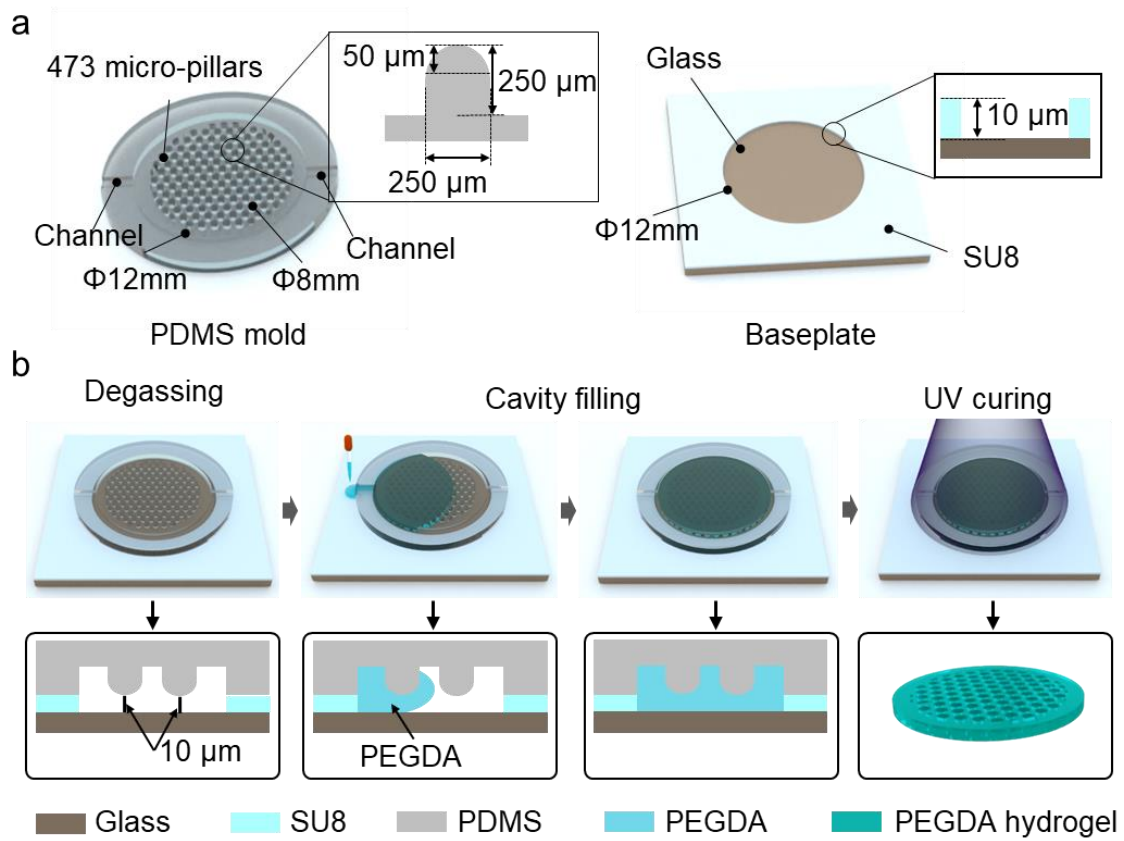 a
473 micro-pillars
50 μm
250 μm
250 μm
Channel
Channel
Φ12mm
Φ8mm
PDMS mold
Glass
10 μm
Φ12mm
SU8
Baseplate
b
Degassing
Cavity filling
UV curing
10 μm
PEGDA
Glass
SU8
PDMS
PEGDA
PEGDA hydrogel